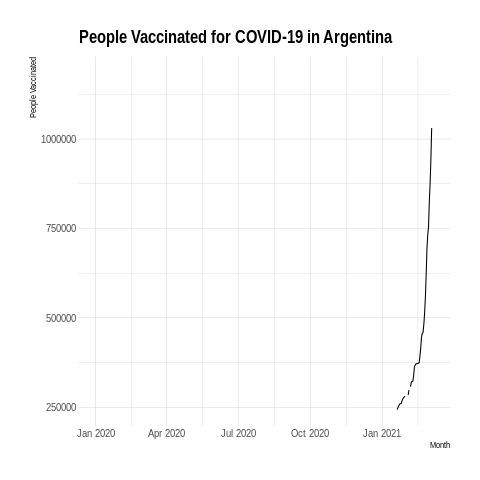 People Vaccinated for COVID-19 in Argentina
People Vaccinated
1000000
750000
500000
250000
Jan 2020 Apr 2020 Jul 2020 Oct 2020 Jan 2021
Month